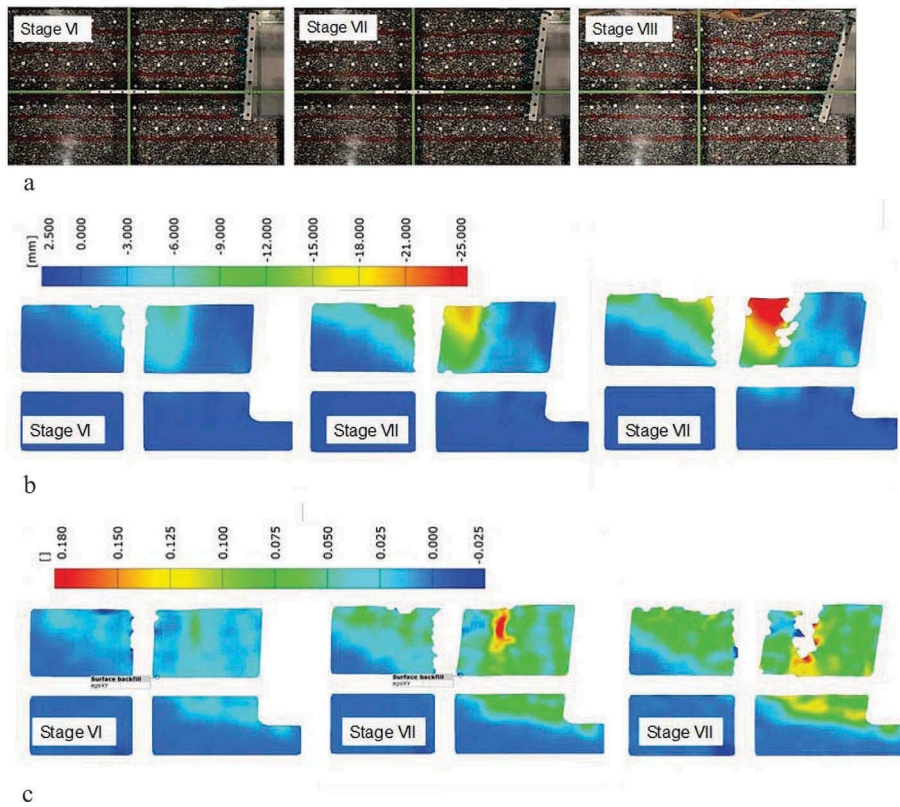 Stage VI Stage VII Stage VIII
a
[mm] 2.500 0.000 -3.000 -6.000 -9.000 -12.000 -15.000 -18.000 -21.000 -25.000
Stage VI Stage VII Stage VII
b
[] 0.180 0.150 0.125 0.100 0.075 0.050 0.025 0.000 -0.025
Surface backfill Surface backfill
epsXY epsXY
Stage VI Stage VII Stage VII
c